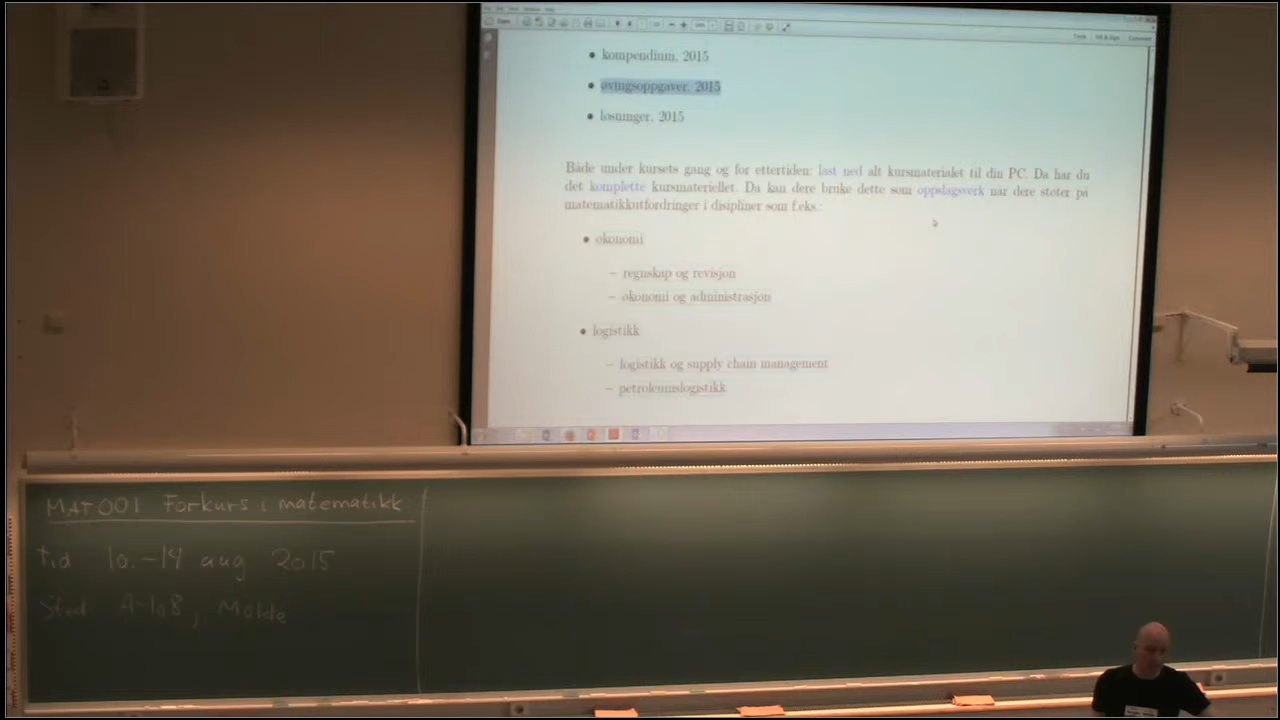 • kompendium, 2015
• øvingsoppgaver, 2015
• løsninger, 2015
Både under kursets gang og for ettertiden: last ned alt kursmaterialet til din PC. Da har du
det komplette kursmateriellet. Da kan dere bruke dette som oppslagsverk når dere støter på
matematikkutfordringer i disipliner som f.eks.:
• økonomi
– regnskap og revisjon
– økonomi og administrasjon
• logistikk
– logistikk og supply chain management
– petroleumslogistikk
MAT001 Forkurs i matematikk
tid 10.-14 aug 2015
Sted A-1.08, Molde